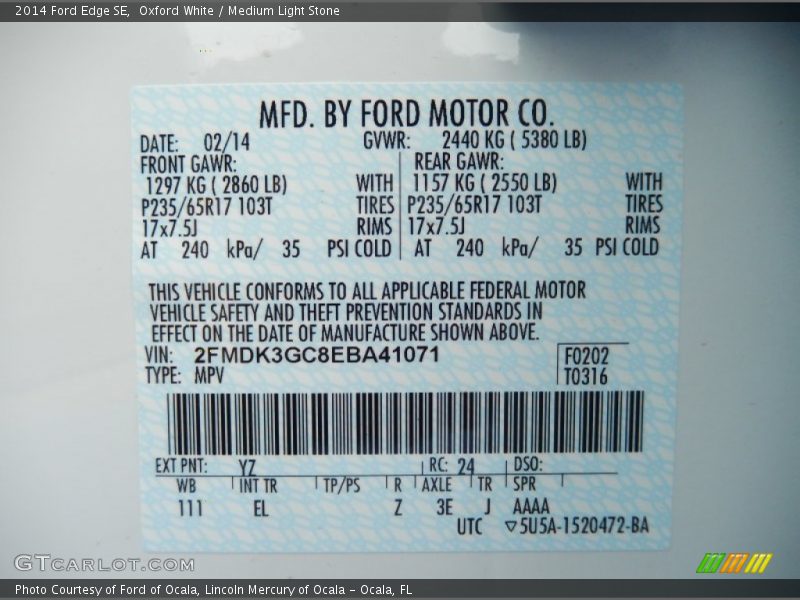 2014 Ford Edge SE, Oxford White / Medium Light Stone
MFD. BY FORD MOTOR CO.
DATE: 02/14 GVWR: 2440 KG ( 5380 LB)
FRONT GAWR: REAR GAWR:
1297 KG ( 2860 LB) WITH 1157 KG ( 2550 LB) WITH
P235/65R17 103T TIRES P235/65R17 103T TIRES
17x7.5J RIMS 17x7.5J RIMS
AT 240 kPa/ 35 PSI COLD AT 240 kPa/ 35 PSI COLD
THIS VEHICLE CONFORMS TO ALL APPLICABLE FEDERAL MOTOR
VEHICLE SAFETY AND THEFT PREVENTION STANDARDS IN
EFFECT ON THE DATE OF MANUFACTURE SHOWN ABOVE.
VIN: 2FMDK3GC8EBA41071 F0202
TYPE: MPV T0316
EXT PNT: YZ RC: 24 DSO:
WB INT TR TP/PS R AXLE TR SPR
111 EL Z 3E J AAAA
UTC ▽5U5A-1520472-BA
GTCARLOT.COM
Photo Courtesy of Ford of Ocala, Lincoln Mercury of Ocala - Ocala, FL